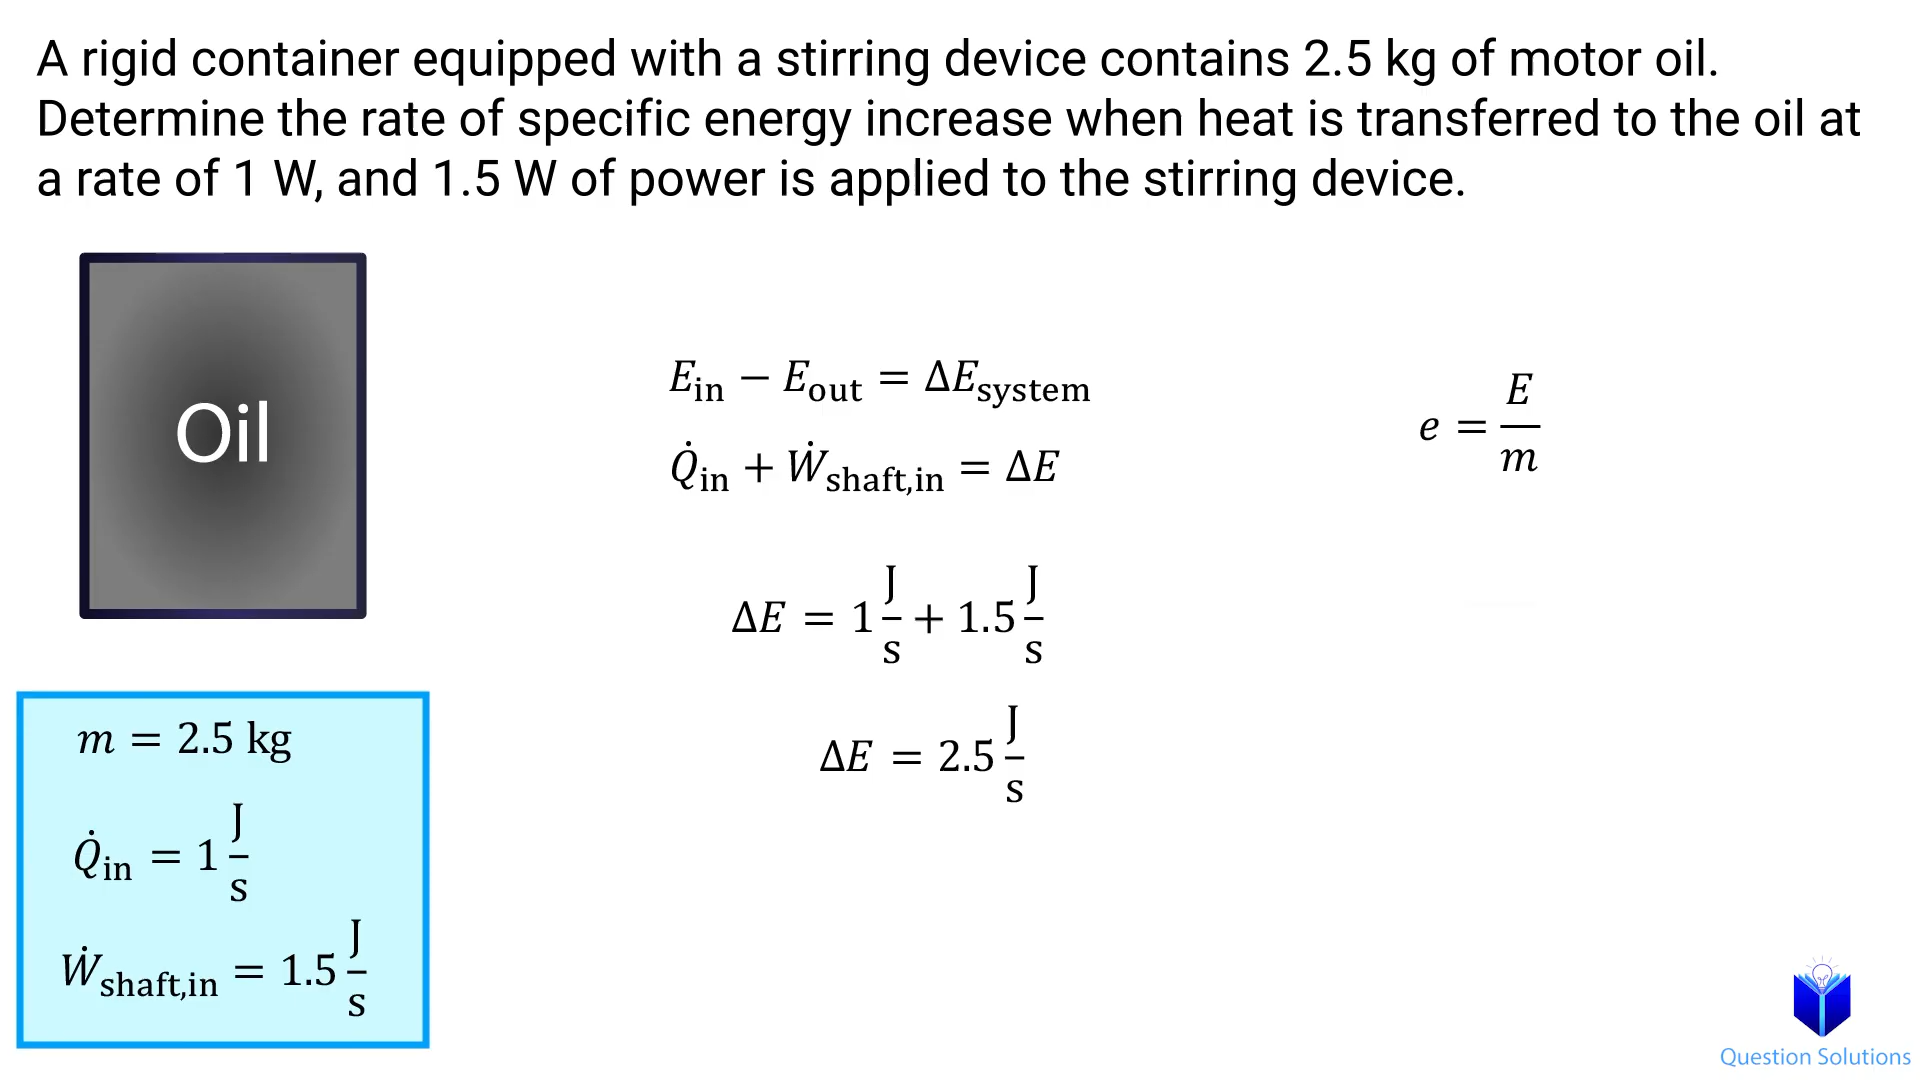 A rigid container equipped with a stirring device contains 2.5 kg of motor oil.
Determine the rate of specific energy increase when heat is transferred to the oil at
a rate of 1 W, and 1.5 W of power is applied to the stirring device.
Oil
E_in − E_out = ΔE_system
Q̇_in + Ẇ_shaft,in = ΔE
ΔE = 1 J/s + 1.5 J/s
ΔE = 2.5 J/s
e = E/m
m = 2.5 kg
Q̇_in = 1 J/s
Ẇ_shaft,in = 1.5 J/s
Question Solutions